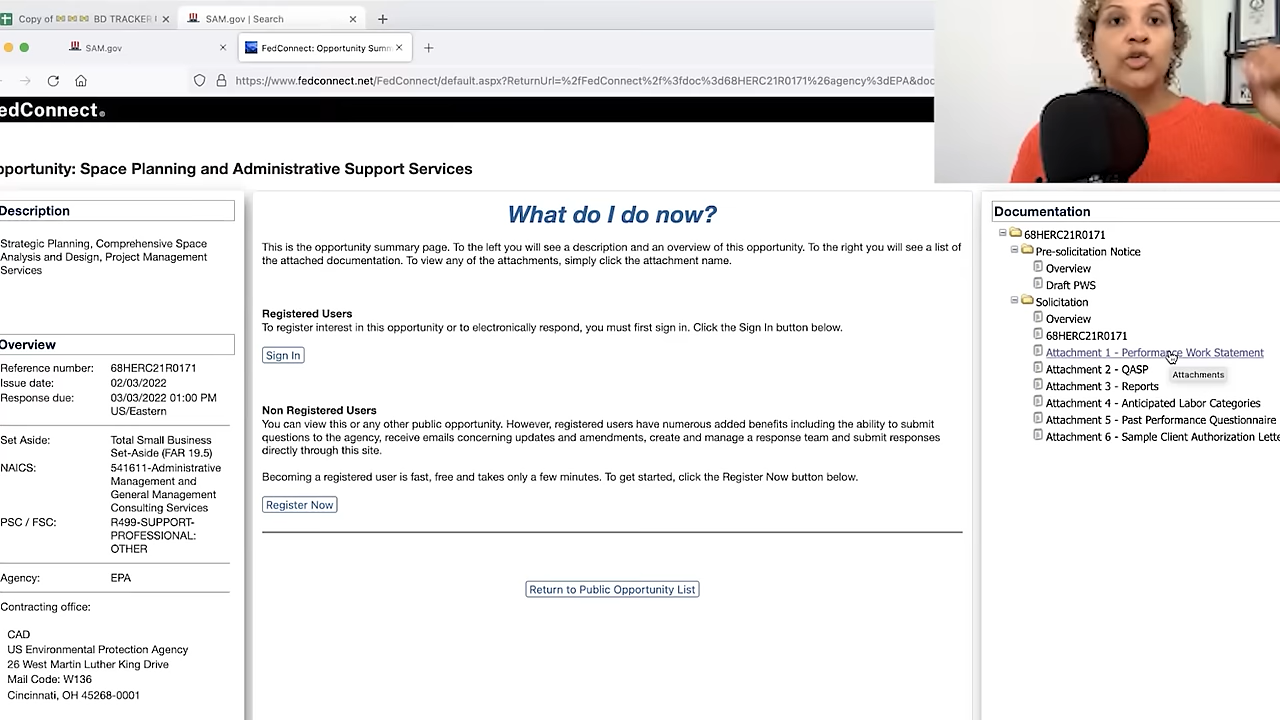 Copy of BD TRACKER
SAM.gov | Search
SAM.gov
FedConnect: Opportunity Summ
https://www.fedconnect.net/FedConnect/default.aspx?ReturnUrl=%2fFedConnect%2f%3fdoc%3d68HERC21R0171%26agency%3dEPA&doc
edConnect.
pportunity: Space Planning and Administrative Support Services
Description
Strategic Planning, Comprehensive Space
Analysis and Design, Project Management
Services
Overview
Reference number: 68HERC21R0171
Issue date: 02/03/2022
Response due: 03/03/2022 01:00 PM
US/Eastern
Set Aside: Total Small Business
Set-Aside (FAR 19.5)
NAICS: 541611-Administrative
Management and
General Management
Consulting Services
PSC / FSC: R499-SUPPORT-
PROFESSIONAL:
OTHER
Agency: EPA
Contracting office:
CAD
US Environmental Protection Agency
26 West Martin Luther King Drive
Mail Code: W136
Cincinnati, OH 45268-0001
What do I do now?
This is the opportunity summary page. To the left you will see a description and an overview of this opportunity. To the right you will see a list of
the attached documentation. To view any of the attachments, simply click the attachment name.
Registered Users
To register interest in this opportunity or to electronically respond, you must first sign in. Click the Sign In button below.
Sign In
Non Registered Users
You can view this or any other public opportunity. However, registered users have numerous added benefits including the ability to submit
questions to the agency, receive emails concerning updates and amendments, create and manage a response team and submit responses
directly through this site.
Becoming a registered user is fast, free and takes only a few minutes. To get started, click the Register Now button below.
Register Now
Return to Public Opportunity List
Documentation
68HERC21R0171
Pre-solicitation Notice
Overview
Draft PWS
Solicitation
Overview
68HERC21R0171
Attachment 1 - Performance Work Statement
Attachment 2 - QASP
Attachments
Attachment 3 - Reports
Attachment 4 - Anticipated Labor Categories
Attachment 5 - Past Performance Questionnaire
Attachment 6 - Sample Client Authorization Lette